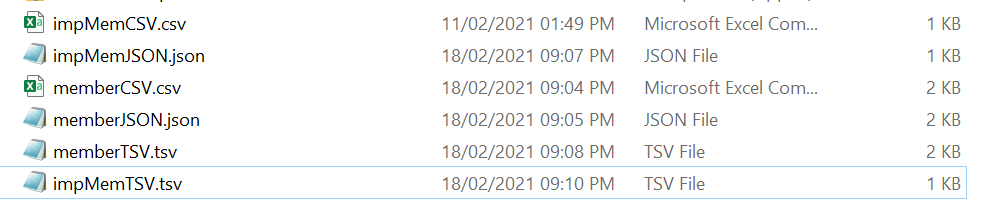 impMemCSV.csv 11/02/2021 01:49 PM Microsoft Excel Com... 1 KB
impMemJSON.json 18/02/2021 09:07 PM JSON File 1 KB
memberCSV.csv 18/02/2021 09:04 PM Microsoft Excel Com... 2 KB
memberJSON.json 18/02/2021 09:05 PM JSON File 2 KB
memberTSV.tsv 18/02/2021 09:08 PM TSV File 2 KB
impMemTSV.tsv 18/02/2021 09:10 PM TSV File 1 KB